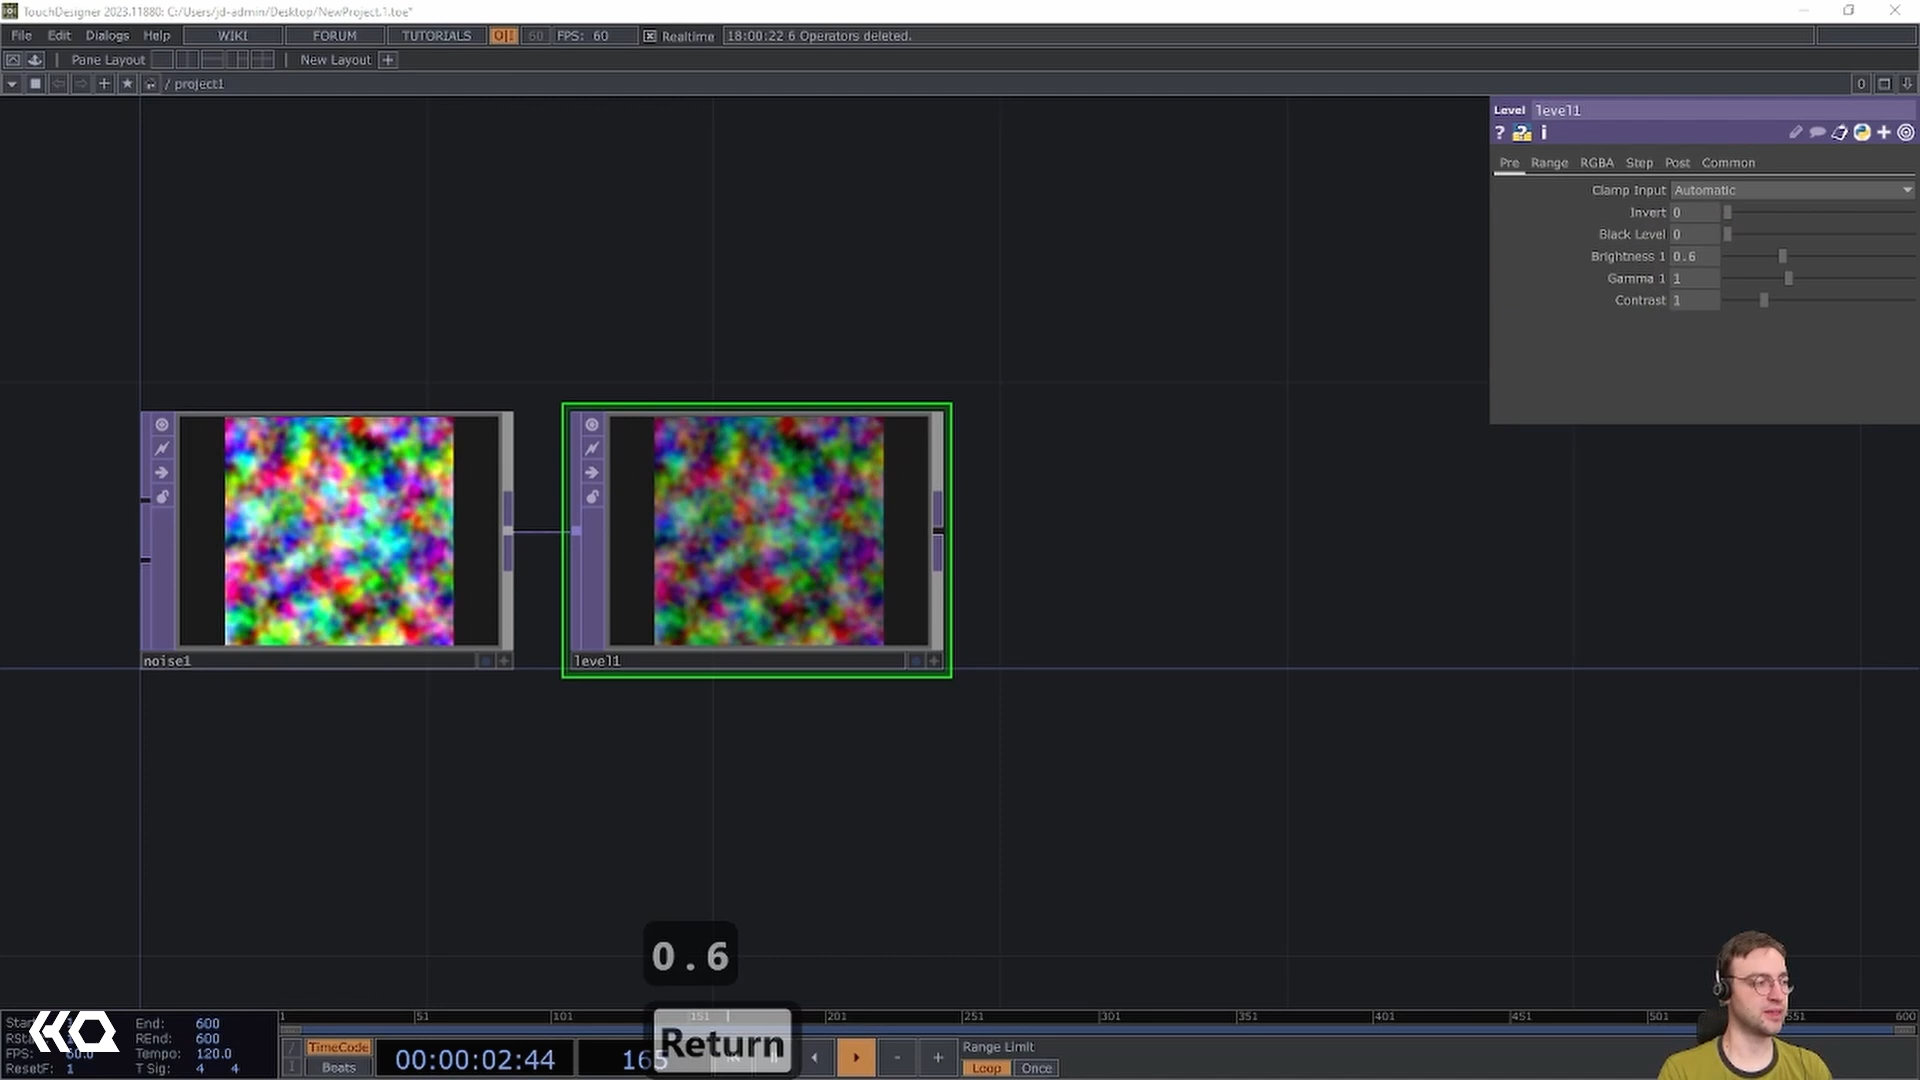 TouchDesigner 2023.11880: C:/Users/jd-admin/Desktop/NewProject.1.toe*
File Edit Dialogs Help WIKI FORUM TUTORIALS O|I 60 FPS: 60 Realtime 18:00:22 6 Operators deleted.
Pane Layout New Layout +
/ project1 0
Level level1
? ? i
Pre Range RGBA Step Post Common
Clamp Input Automatic
Invert 0
Black Level 0
Brightness 1 0.6
Gamma 1 1
Contrast 1
noise1
level1
0.6
Return
1 51 101 151 201 251 301 351 401 451 501 551 600
Start: End: 600
REnd: 600
FPS: 60.0 Tempo: 120.0
ResetF: 1 T Sig: 4 4
TimeCode
Beats
00:00:02:44 165
Range Limit
Loop Once